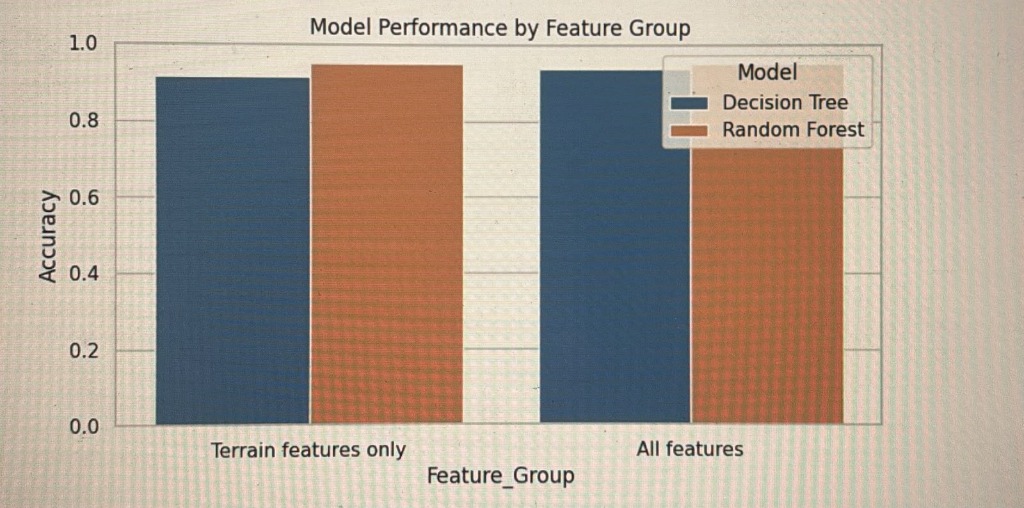 Model Performance by Feature Group
1.0
0.8
0.6
0.4
0.2
0.0
Accuracy
Model
Decision Tree
Random Forest
Terrain features only
All features
Feature_Group